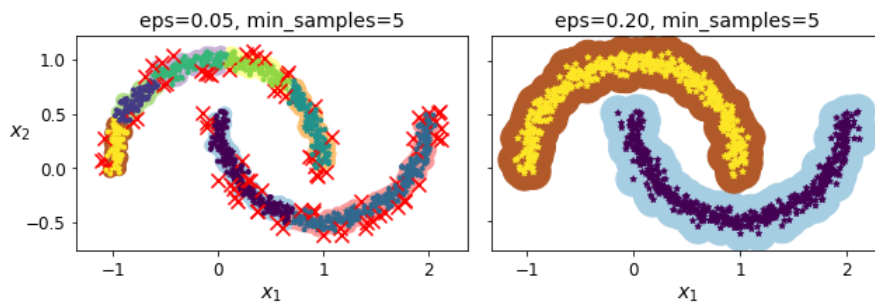 eps=0.05, min_samples=5
eps=0.20, min_samples=5
1.0
0.5
x₂
0.0
−0.5
−1 0 1 2
−1 0 1 2
x₁
x₁